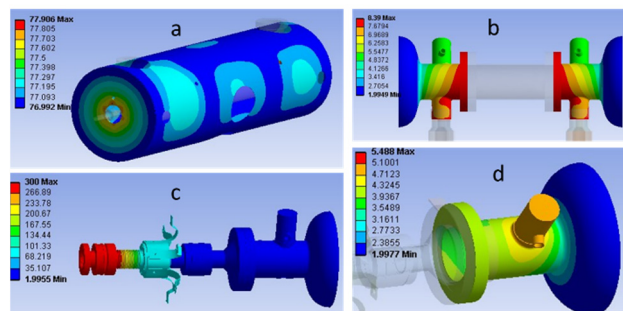 a
77.906 Max
77.805
77.703
77.602
77.5
77.398
77.297
77.195
77.093
76.992 Min
b
8.39 Max
7.6794
6.9689
6.2583
5.5477
4.8372
4.1266
3.416
2.7054
1.9949 Min
c
300 Max
266.89
233.78
200.67
167.55
134.44
101.33
68.219
35.107
1.9955 Min
d
5.488 Max
5.1001
4.7123
4.3245
3.9367
3.5489
3.1611
2.7733
2.3855
1.9977 Min